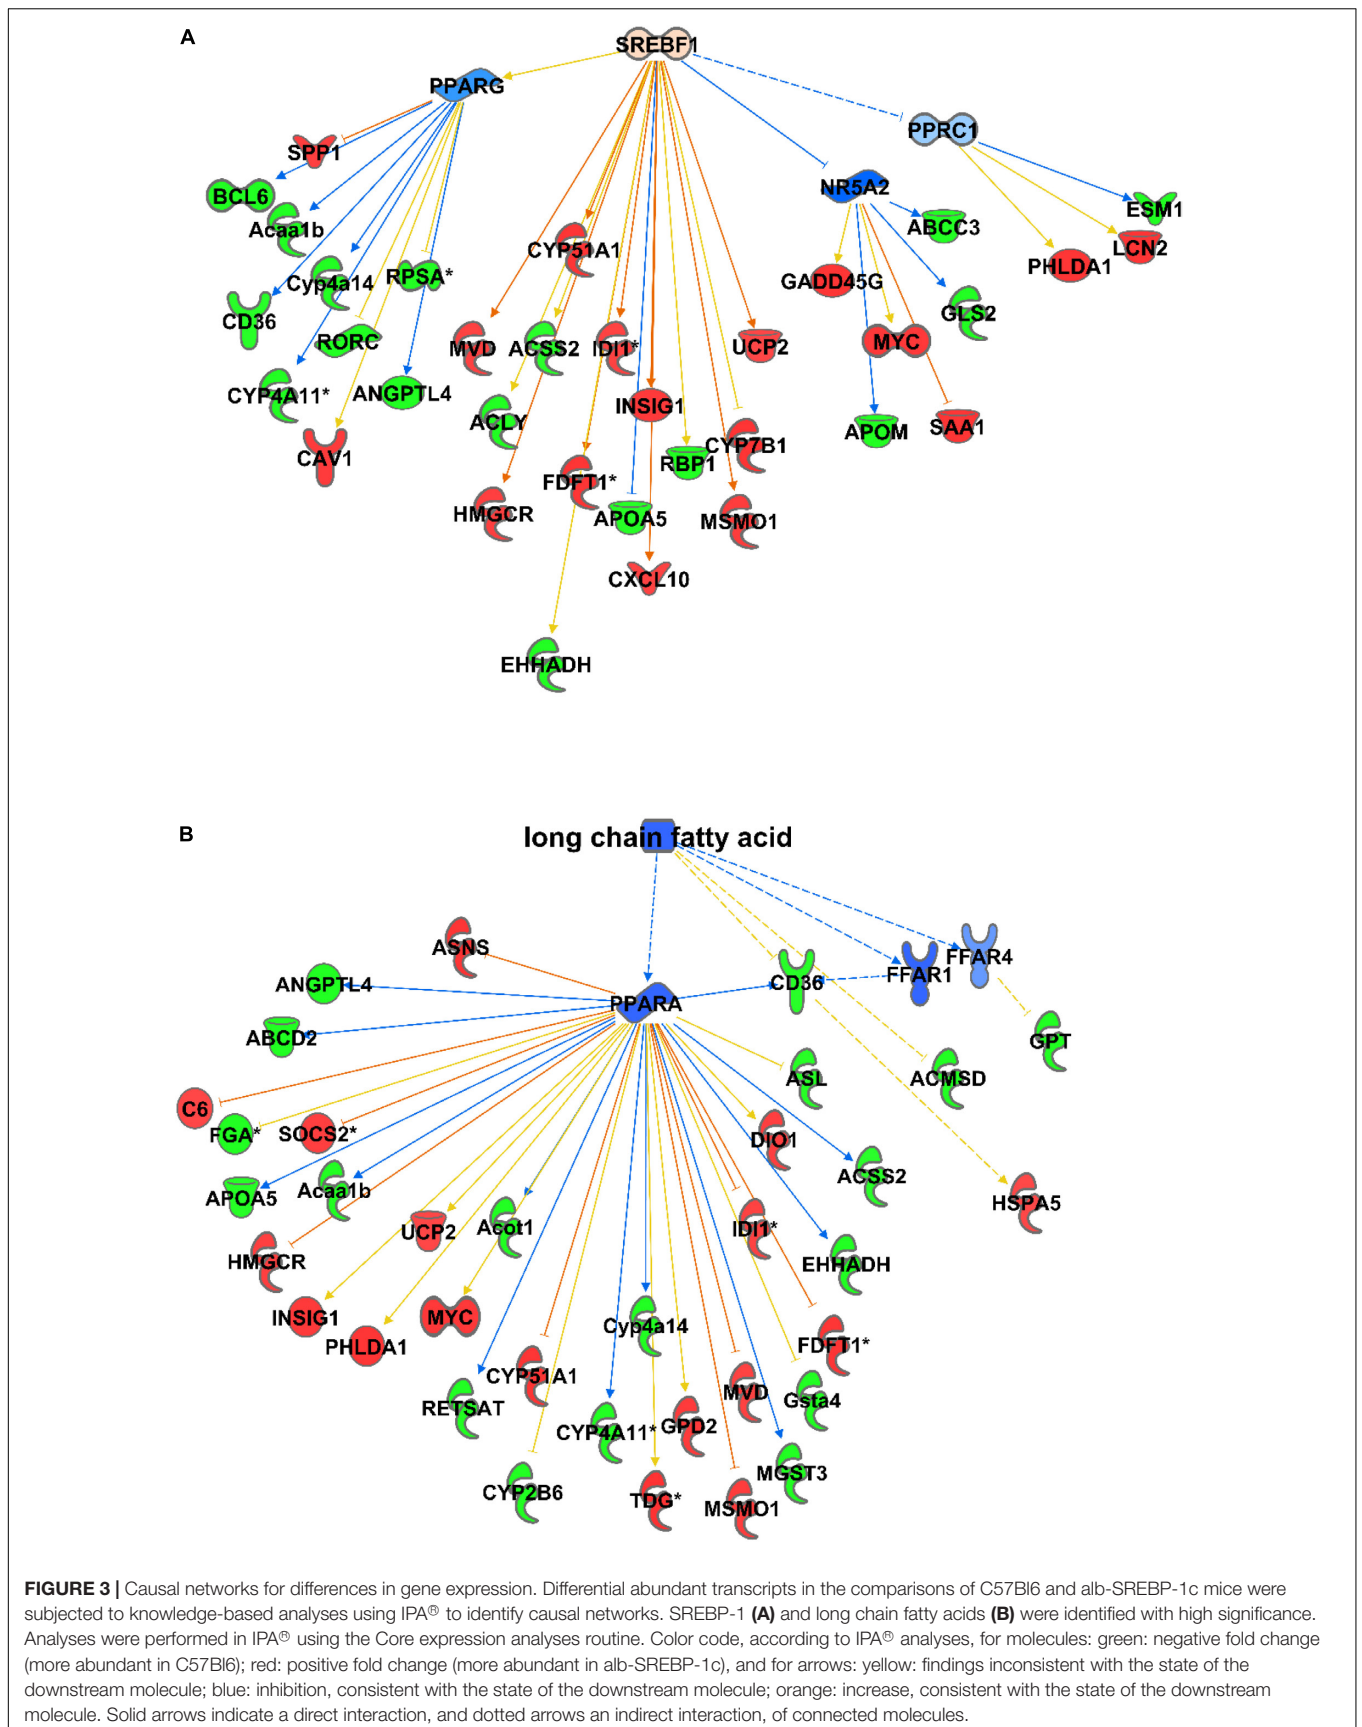 A
SREBF1
PPARG
PPRC1
SPP1
NR5A2
BCL6
ESM1
Acaa1b
ABCC3
CYP51A1
LCN2
PHLDA1
RPSA*
Cyp4a14
GADD45G
GLS2
CD36
RORC
MVD
ACSS2
IDI1*
UCP2
MYC
CYP4A11*
ANGPTL4
INSIG1
ACLY
SAA1
APOM
CYP7B1
CAV1
RBP1
FDFT1*
HMGCR
APOA5
MSMO1
CXCL10
EHHADH
B
long chain fatty acid
ASNS
FFAR4
FFAR1
ANGPTL4
CD36
PPARA
ABCD2
GPT
ASL
ACMSD
C6
FGA*
SOCS2*
DIO1
ACSS2
APOA5
Acaa1b
HSPA5
UCP2
Acot1
IDI1*
HMGCR
EHHADH
INSIG1
MYC
Cyp4a14
PHLDA1
FDFT1*
CYP51A1
MVD
Gsta4
RETSAT
CYP4A11*
GPD2
MGST3
CYP2B6
TDG*
MSMO1
FIGURE 3 | Causal networks for differences in gene expression. Differential abundant transcripts in the comparisons of C57Bl6 and alb-SREBP-1c mice were
subjected to knowledge-based analyses using IPA® to identify causal networks. SREBP-1 (A) and long chain fatty acids (B) were identified with high significance.
Analyses were performed in IPA® using the Core expression analyses routine. Color code, according to IPA® analyses, for molecules: green: negative fold change
(more abundant in C57Bl6); red: positive fold change (more abundant in alb-SREBP-1c), and for arrows: yellow: findings inconsistent with the state of the
downstream molecule; blue: inhibition, consistent with the state of the downstream molecule; orange: increase, consistent with the state of the downstream
molecule. Solid arrows indicate a direct interaction, and dotted arrows an indirect interaction, of connected molecules.